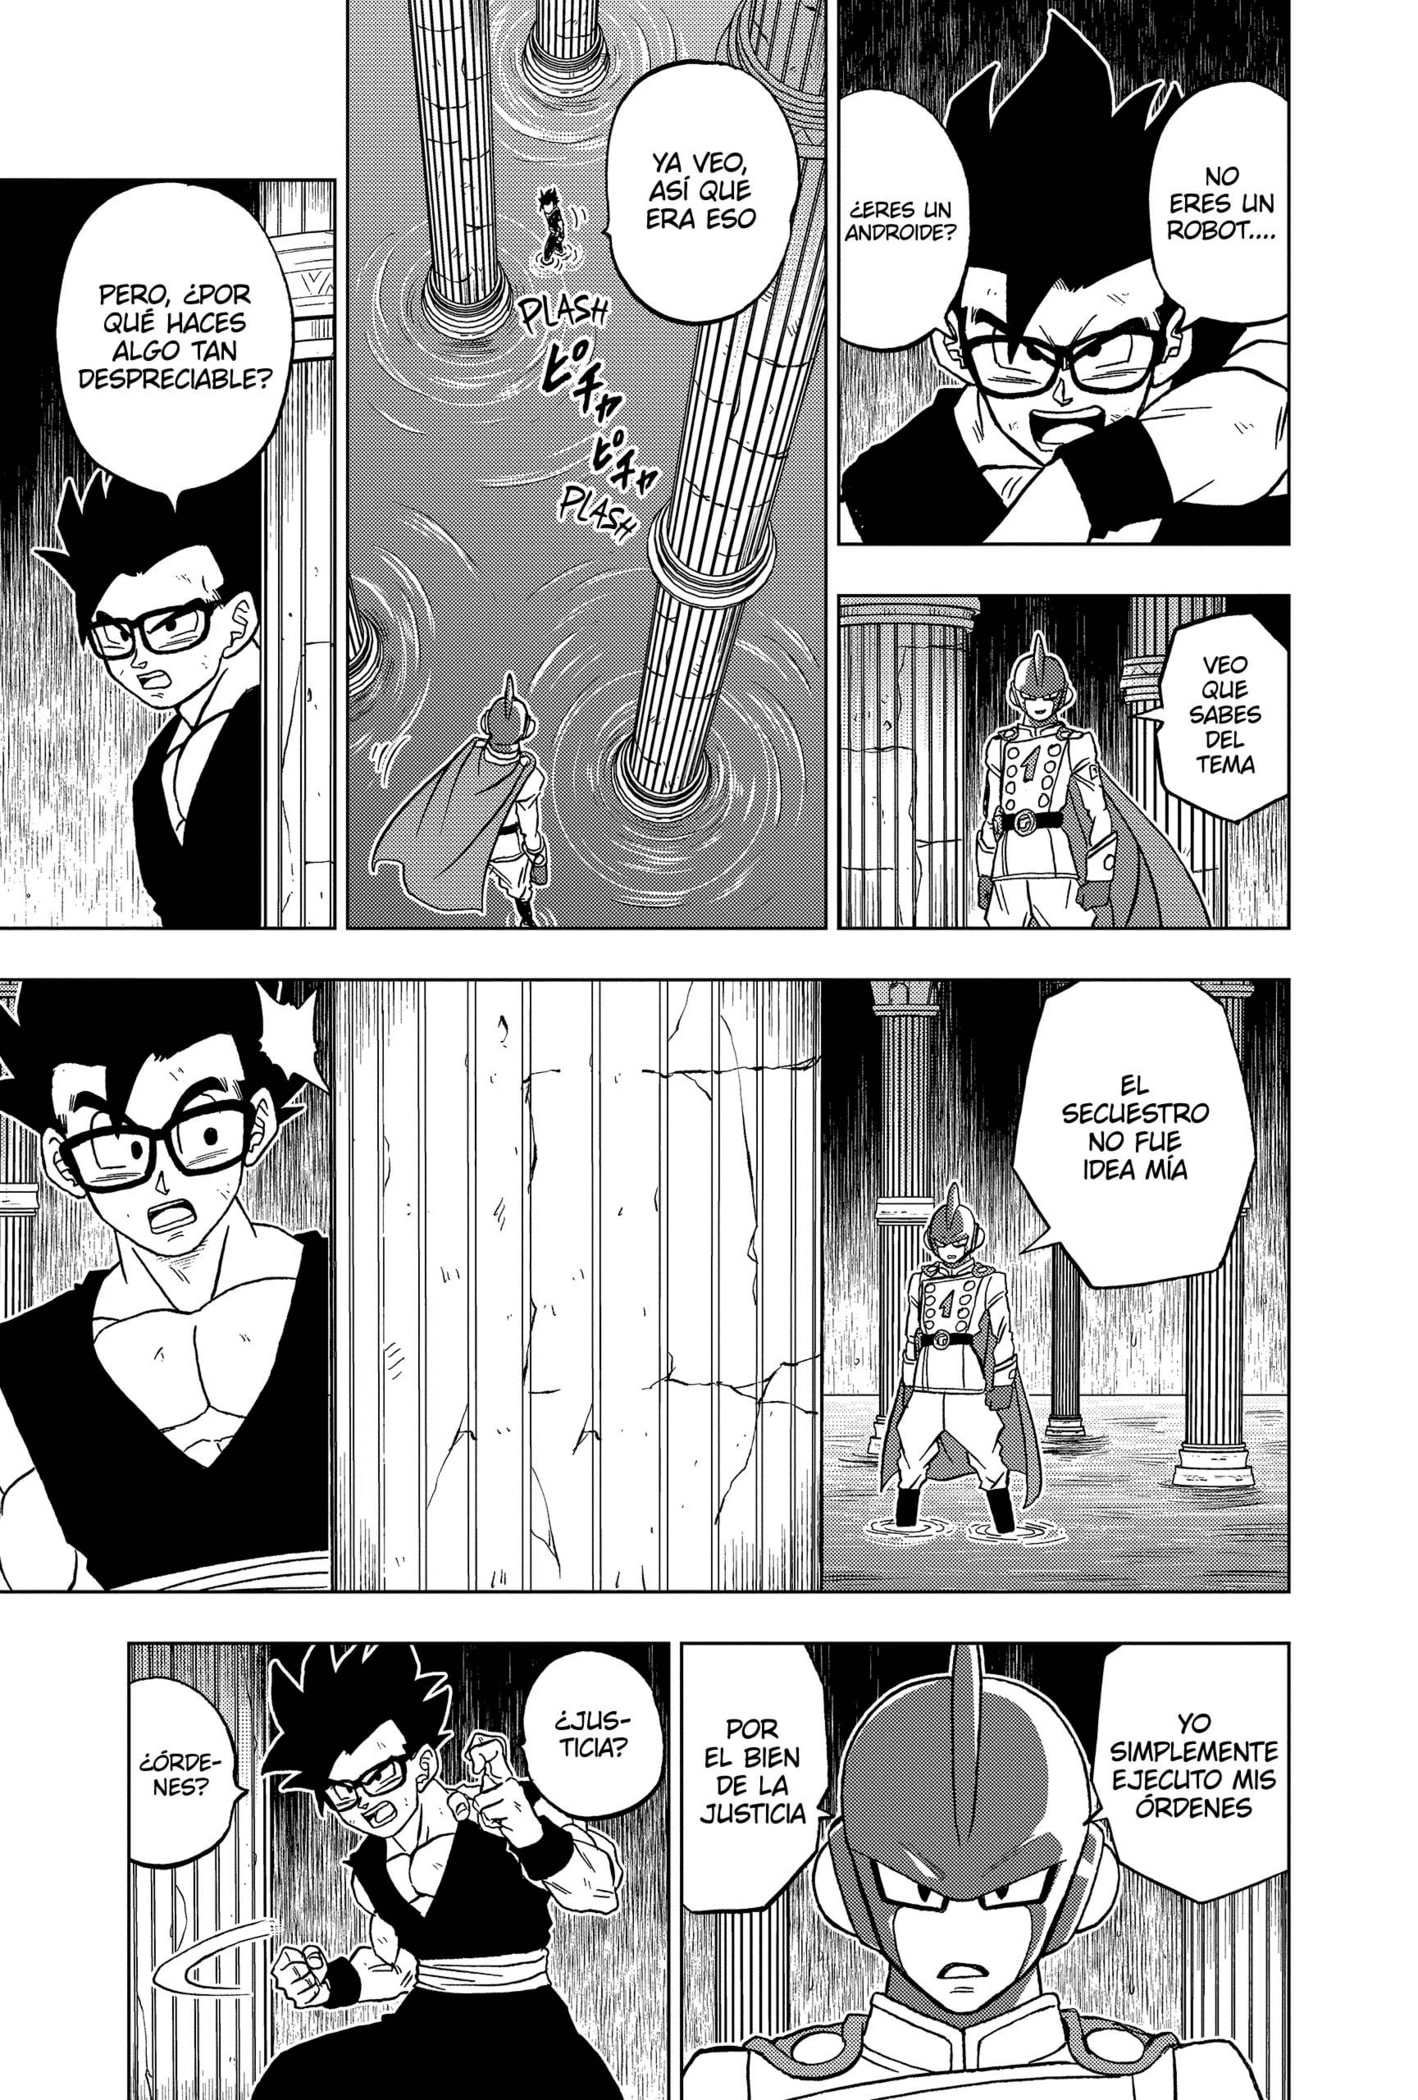 NO
ERES UN
ROBOT....
¿ERES UN
ANDROIDE?
VEO
QUE
SABES
DEL
TEMA
1
YA VEO,
ASÍ QUE
ERA ESO
PLASH
ピチャ
ピチャ
PLASH
PERO, ¿POR
QUÉ HACES
ALGO TAN
DESPRECIABLE?
EL
SECUESTRO
NO FUE
IDEA MÍA
1
YO
SIMPLEMENTE
EJECUTO MIS
ÓRDENES
POR
EL BIEN
DE LA
JUSTICIA
¿JUS-
TICIA?
¿ÓRDE-
NES?